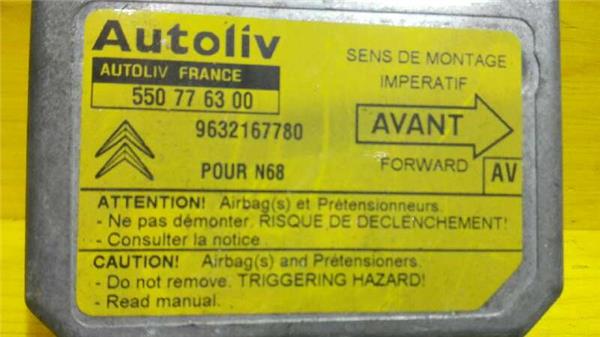 Autoliv
AUTOLIV FRANCE
550 77 63 00
9632167780
POUR N68
SENS DE MONTAGE
IMPERATIF
AVANT
FORWARD
AV
ATTENTION! Airbag(s) et Prétensionneurs.
- Ne pas démonter. RISQUE DE DECLENCHEMENT!
- Consulter la notice.
CAUTION! Airbag(s) and Prétensioners.
- Do not remove. TRIGGERING HAZARD!
- Read manual.